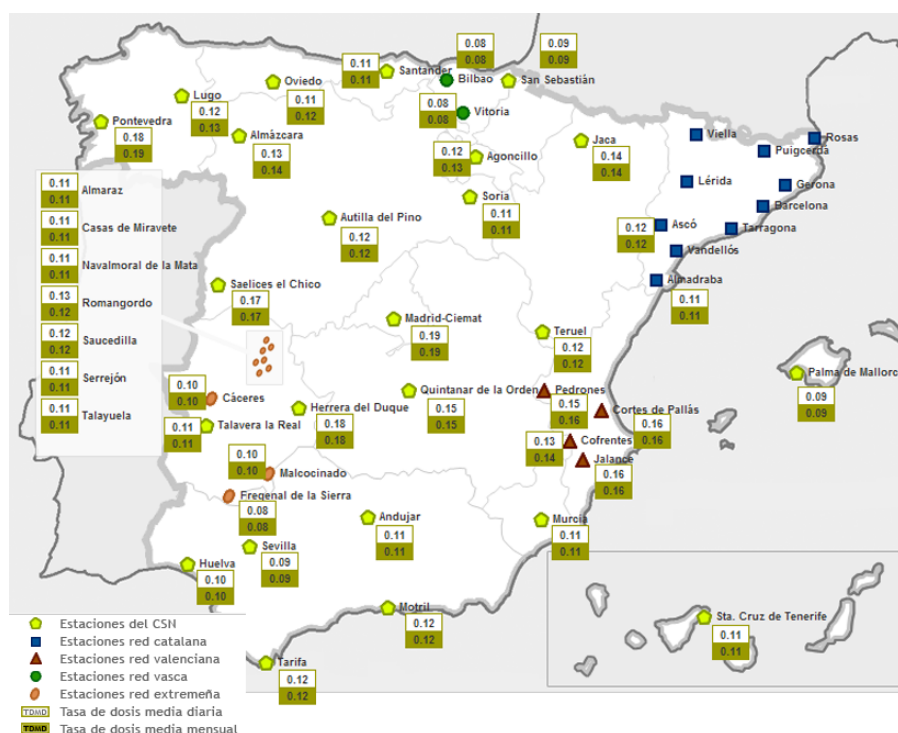 0.08
0.08
0.09
0.09
0.11
0.11
Santander
Bilbao
San Sebastián
Oviedo
0.11
0.12
Lugo
0.12
0.13
0.08
0.08
Vitoria
Pontevedra
0.18
0.19
Almàzcara
0.13
0.14
0.12
0.13
Agoncillo
Jaca
0.14
0.14
Viella
Rosas
Puigcerdà
Lérida
Gerona
Barcelona
Tarragona
0.11
0.11
Almaraz
0.11
0.11
Casas de Miravete
0.11
0.11
Navalmoral de la Mata
0.13
0.12
Romangordo
0.12
0.12
Saucedilla
0.11
0.11
Serrejón
0.11
0.11
Talayuela
Soria
0.11
0.11
Autilla del Pino
0.12
0.12
Ascó
0.12
0.12
Vandellós
Almadraba
0.11
0.11
Saelices el Chico
0.17
0.17
Madrid-Ciemat
0.19
0.19
Teruel
0.12
0.12
Palma de Mallorc
0.09
0.09
0.10
0.10
Cáceres
Quintanar de la Orden
0.15
0.15
Pedrones
0.15
0.16
Cortes de Pallás
0.16
0.16
0.11
0.11
Talavera la Real
Herrera del Duque
0.18
0.18
0.13
0.14
Cofrentes
Jalance
0.16
0.16
0.10
0.10
Malcocinado
Fregenal de la Sierra
0.08
0.08
Andujar
0.11
0.11
Murcia
0.11
0.11
Sevilla
0.09
0.09
Huelva
0.10
0.10
Motril
0.12
0.12
Sta. Cruz de Tenerife
0.11
0.11
Tarifa
0.12
0.12
Estaciones del CSN
Estaciones red catalana
Estaciones red valenciana
Estaciones red vasca
Estaciones red extremeña
TDMD Tasa de dosis media diaria
TDMD Tasa de dosis media mensual